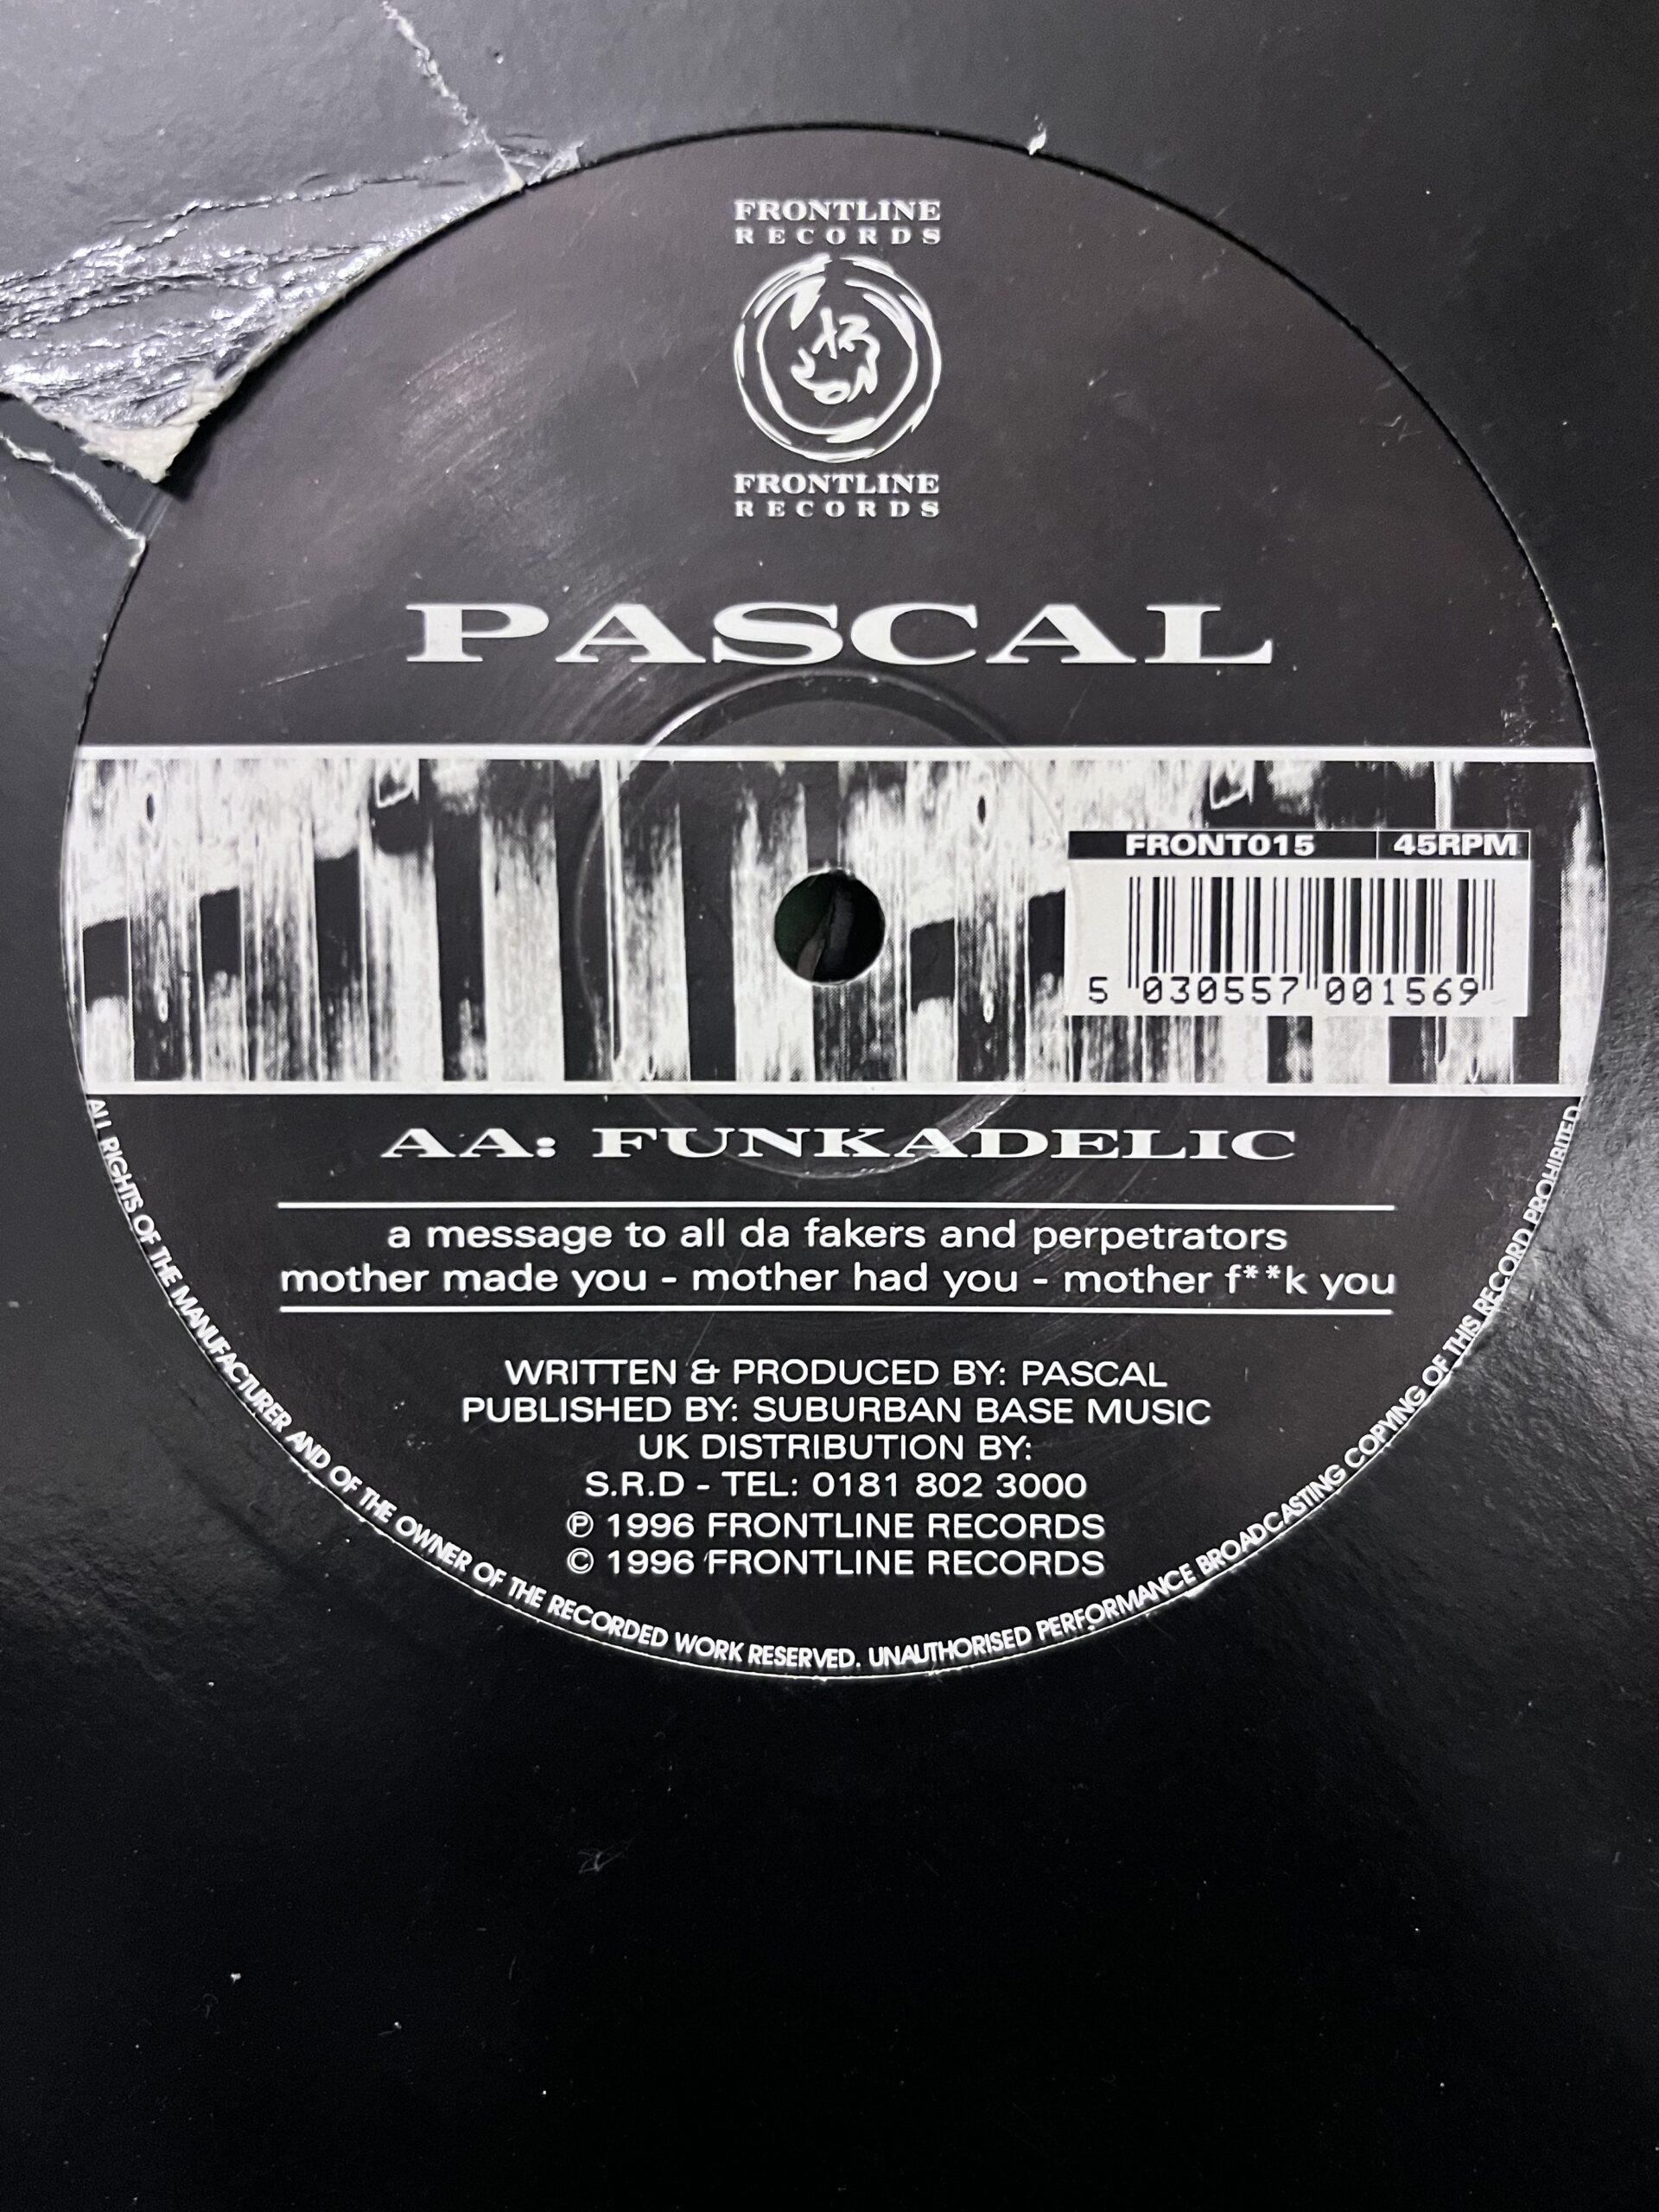 FRONTLINE
RECORDS
FRONTLINE
RECORDS
PASCAL
FRONT015 45RPM
5 030557 001569
AA: FUNKADELIC
a message to all da fakers and perpetrators
mother made you - mother had you - mother f**k you
WRITTEN & PRODUCED BY: PASCAL
PUBLISHED BY: SUBURBAN BASE MUSIC
UK DISTRIBUTION BY:
S.R.D - TEL: 0181 802 3000
℗ 1996 FRONTLINE RECORDS
© 1996 FRONTLINE RECORDS
ALL RIGHTS OF THE MANUFACTURER AND OF THE OWNER OF THE RECORDED WORK RESERVED. UNAUTHORISED PERFORMANCE BROADCASTING COPYING OF THIS RECORD PROHIBITED